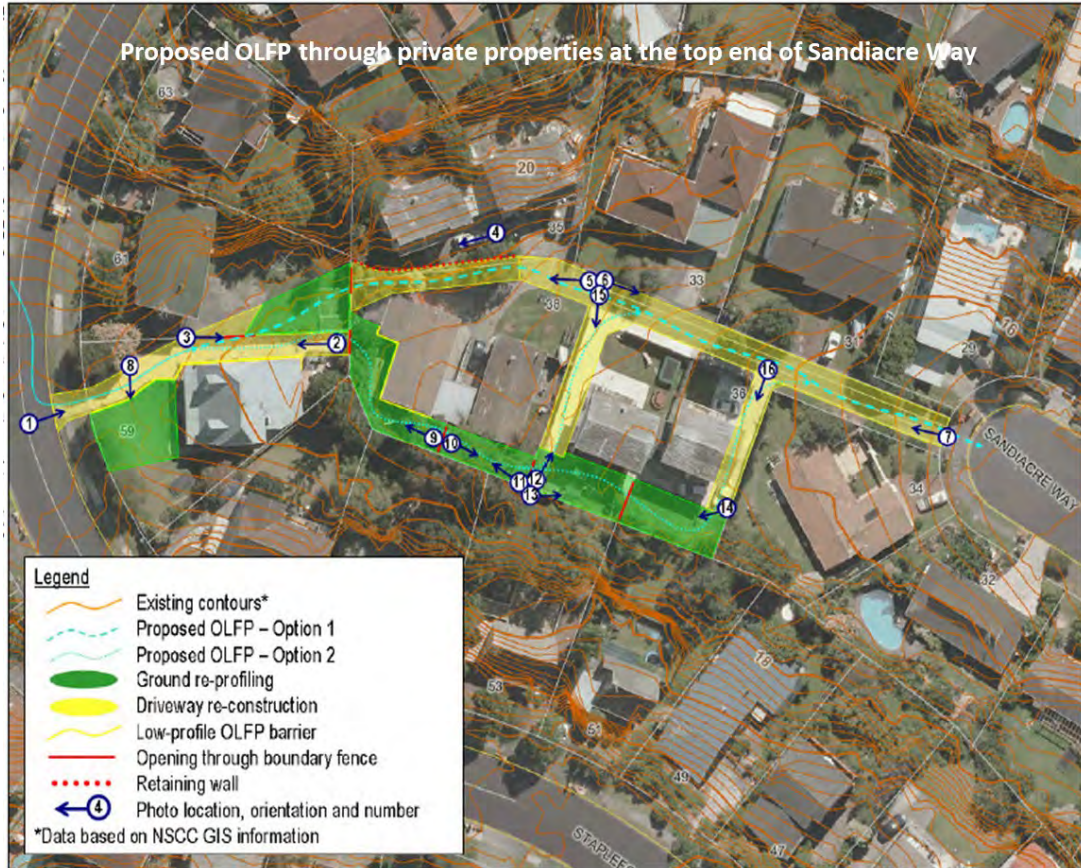 Proposed OLFP through private properties at the top end of Sandiacre Way
63
61
59
20
35
33
31
29
38
36
34
32
16
18
53
51
49
47
1
2
3
4
5
6
7
8
9
10
11
12
13
14
15
16
SANDIACRE WAY
Legend
Existing contours*
Proposed OLFP – Option 1
Proposed OLFP – Option 2
Ground re-profiling
Driveway re-construction
Low-profile OLFP barrier
Opening through boundary fence
Retaining wall
4
Photo location, orientation and number
*Data based on NSCC GIS information